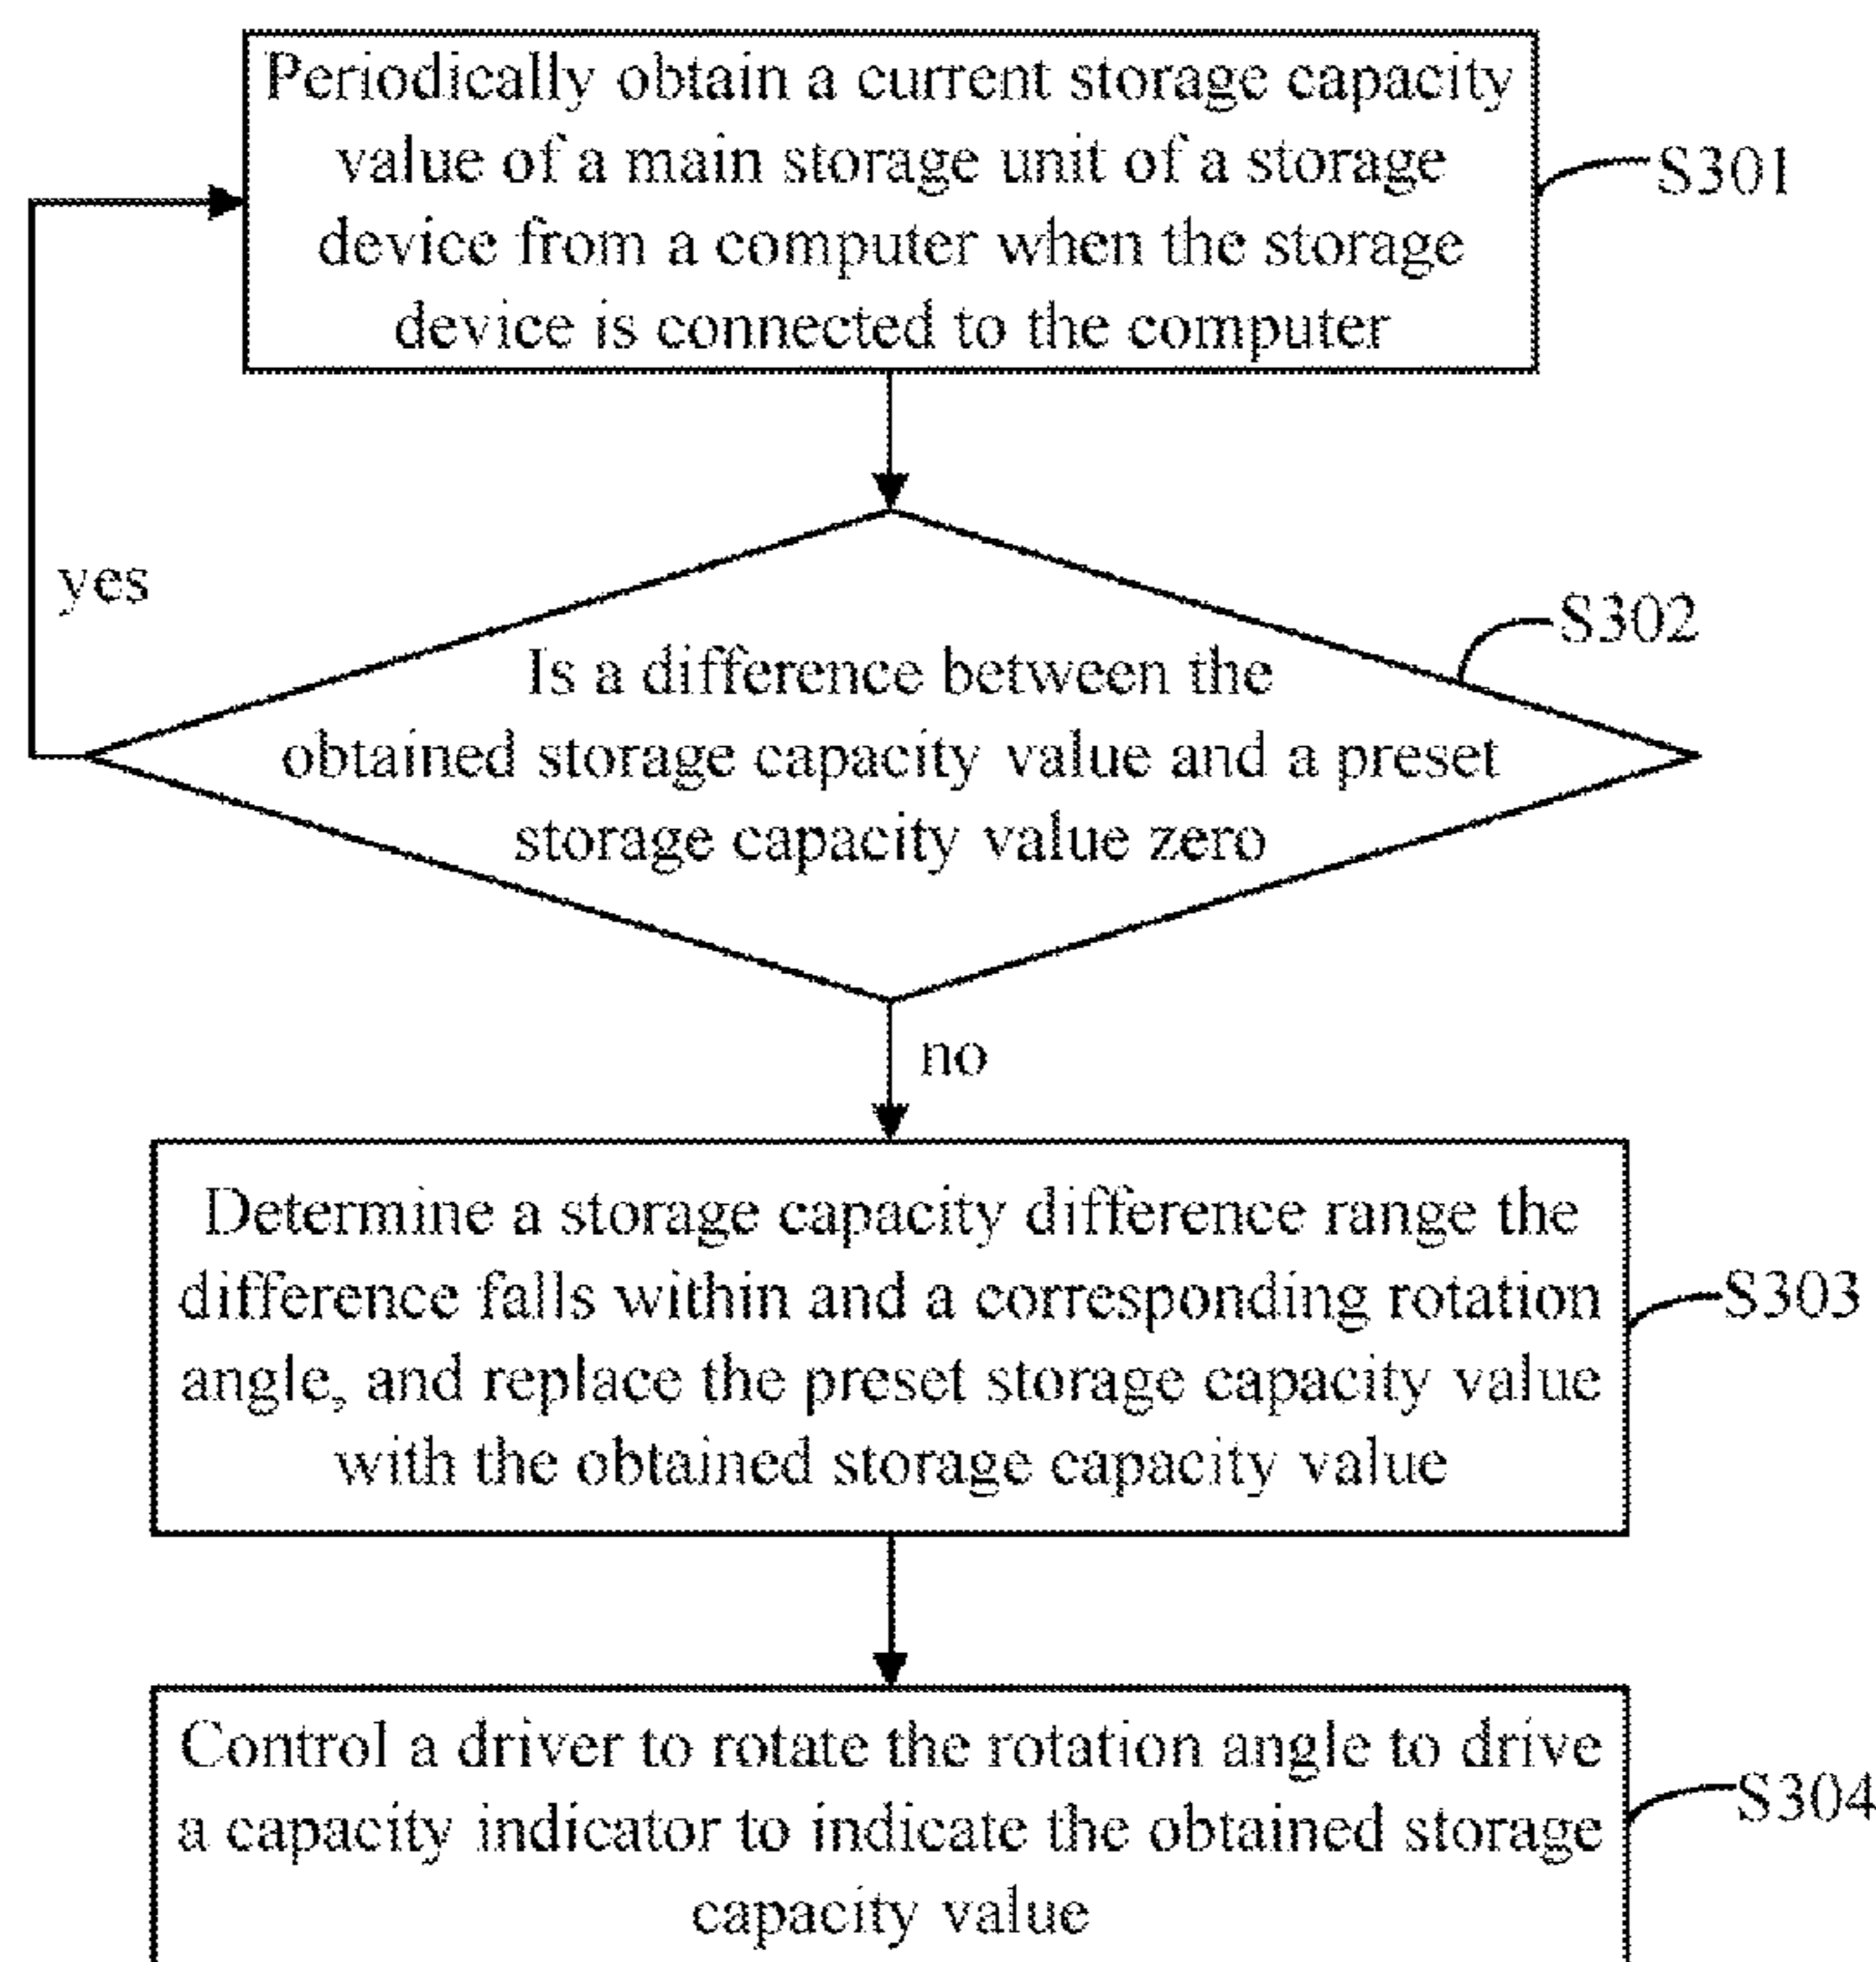 Periodically obtain a current storage capacity
value of a main storage unit of a storage
device from a computer when the storage
device is connected to the computer
S301
yes
S302
Is a difference between the
obtained storage capacity value and a preset
storage capacity value zero
no
Determine a storage capacity difference range the
difference falls within and a corresponding rotation
angle, and replace the preset storage capacity value
with the obtained storage capacity value
S303
Control a driver to rotate the rotation angle to drive
a capacity indicator to indicate the obtained storage
capacity value
S304